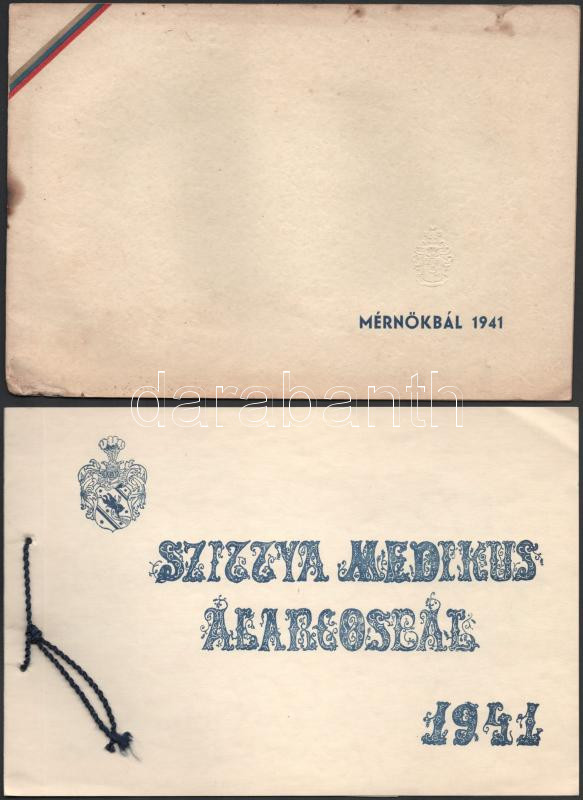 MÉRNÖKBÁL 1941
darabanth
SZITTYA MEDIKUS
ÁLARCOSBÁL
1941